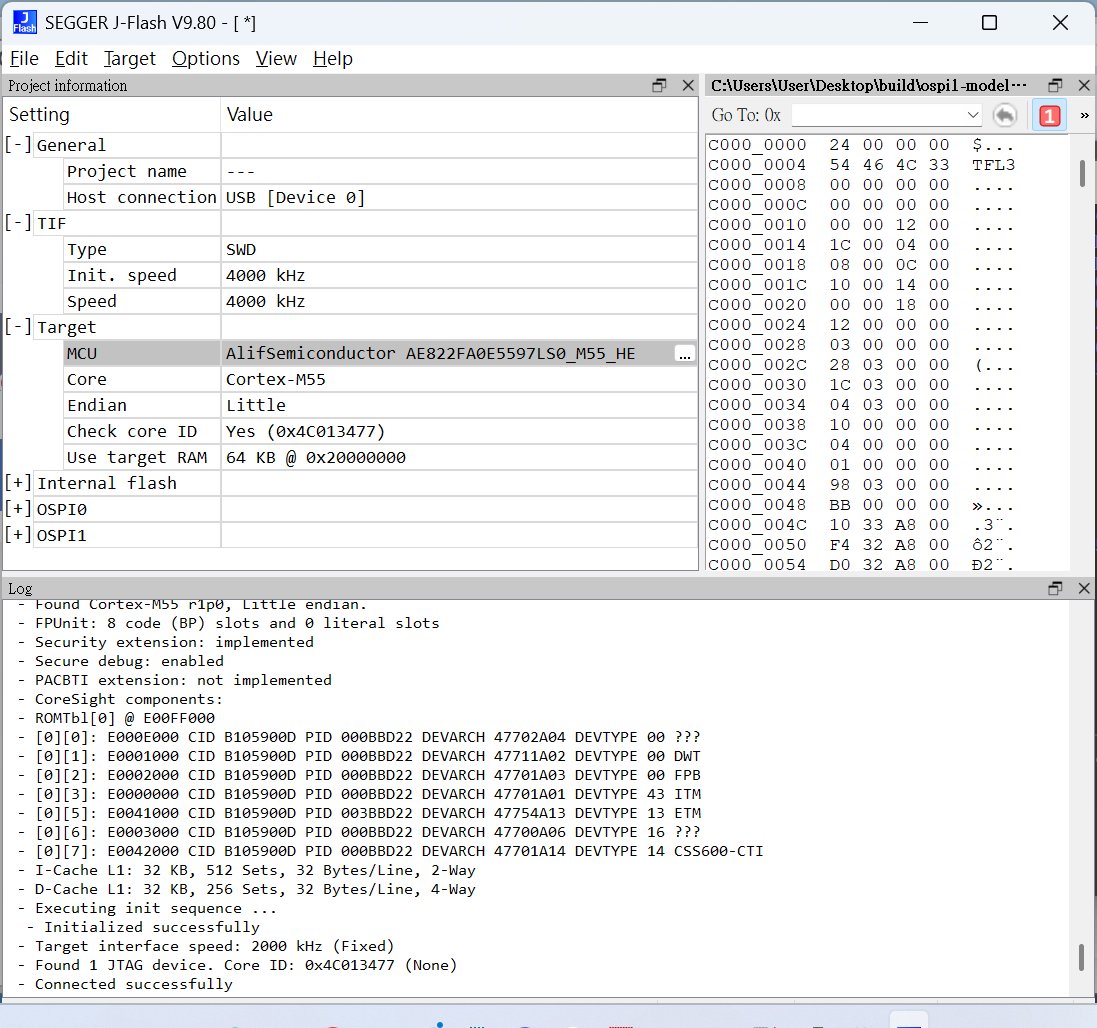 SEGGER J-Flash V9.80 - [ *]
File Edit Target Options View Help
Project information
Setting Value
[-] General
Project name ---
Host connection USB [Device 0]
[-] TIF
Type SWD
Init. speed 4000 kHz
Speed 4000 kHz
[-] Target
MCU AlifSemiconductor AE822FA0E5597LS0_M55_HE ...
Core Cortex-M55
Endian Little
Check core ID Yes (0x4C013477)
Use target RAM 64 KB @ 0x20000000
[+] Internal flash
[+] OSPI0
[+] OSPI1
C:\Users\User\Desktop\build\ospi1-model···
Go To: 0x 1 »
C000_0000 24 00 00 00 $...
C000_0004 54 46 4C 33 TFL3
C000_0008 00 00 00 00 ....
C000_000C 00 00 00 00 ....
C000_0010 00 00 12 00 ....
C000_0014 1C 00 04 00 ....
C000_0018 08 00 0C 00 ....
C000_001C 10 00 14 00 ....
C000_0020 00 00 18 00 ....
C000_0024 12 00 00 00 ....
C000_0028 03 00 00 00 ....
C000_002C 28 03 00 00 (...
C000_0030 1C 03 00 00 ....
C000_0034 04 03 00 00 ....
C000_0038 10 00 00 00 ....
C000_003C 04 00 00 00 ....
C000_0040 01 00 00 00 ....
C000_0044 98 03 00 00 ....
C000_0048 BB 00 00 00 »...
C000_004C 10 33 A8 00 .3¨.
C000_0050 F4 32 A8 00 ô2¨.
C000_0054 D0 32 A8 00 Ð2¨.
Log
- Found Cortex-M55 r1p0, Little endian.
- FPUnit: 8 code (BP) slots and 0 literal slots
- Security extension: implemented
- Secure debug: enabled
- PACBTI extension: not implemented
- CoreSight components:
- ROMTbl[0] @ E00FF000
- [0][0]: E000E000 CID B105900D PID 000BBD22 DEVARCH 47702A04 DEVTYPE 00 ???
- [0][1]: E0001000 CID B105900D PID 000BBD22 DEVARCH 47711A02 DEVTYPE 00 DWT
- [0][2]: E0002000 CID B105900D PID 000BBD22 DEVARCH 47701A03 DEVTYPE 00 FPB
- [0][3]: E0000000 CID B105900D PID 000BBD22 DEVARCH 47701A01 DEVTYPE 43 ITM
- [0][5]: E0041000 CID B105900D PID 003BBD22 DEVARCH 47754A13 DEVTYPE 13 ETM
- [0][6]: E0003000 CID B105900D PID 000BBD22 DEVARCH 47700A06 DEVTYPE 16 ???
- [0][7]: E0042000 CID B105900D PID 000BBD22 DEVARCH 47701A14 DEVTYPE 14 CSS600-CTI
- I-Cache L1: 32 KB, 512 Sets, 32 Bytes/Line, 2-Way
- D-Cache L1: 32 KB, 256 Sets, 32 Bytes/Line, 4-Way
- Executing init sequence ...
- Initialized successfully
- Target interface speed: 2000 kHz (Fixed)
- Found 1 JTAG device. Core ID: 0x4C013477 (None)
- Connected successfully